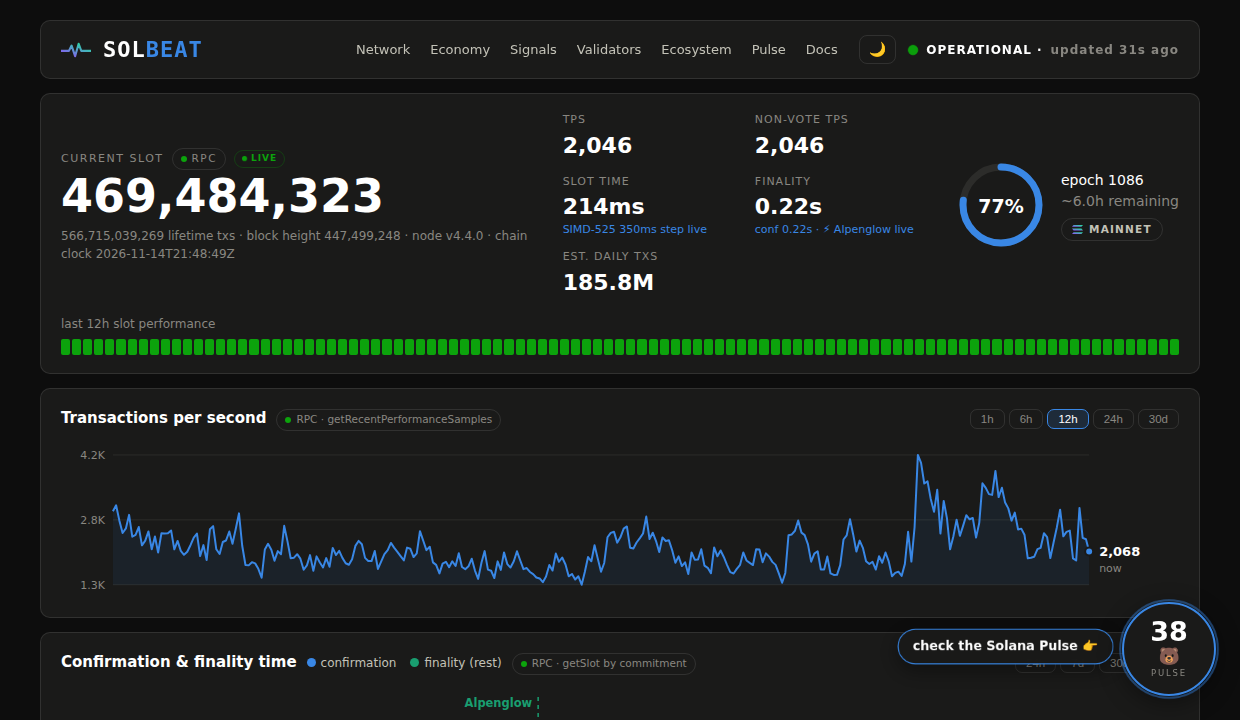 SOLBEAT
Network Economy Signals Validators Ecosystem Pulse Docs
OPERATIONAL · updated 31s ago
CURRENT SLOT RPC LIVE
469,484,323
566,715,039,269 lifetime txs · block height 447,499,248 · node v4.4.0 · chain
clock 2026-11-14T21:48:49Z
TPS
2,046
NON-VOTE TPS
2,046
SLOT TIME
214ms
SIMD-525 350ms step live
FINALITY
0.22s
conf 0.22s · ⚡ Alpenglow live
EST. DAILY TXS
185.8M
77%
epoch 1086
~6.0h remaining
MAINNET
last 12h slot performance
Transactions per second RPC · getRecentPerformanceSamples
1h 6h 12h 24h 30d
4.2K
2.8K
1.3K
2,068
now
Confirmation & finality time confirmation finality (rest) RPC · getSlot by commitment
Alpenglow
check the Solana Pulse 👉
38
PULSE